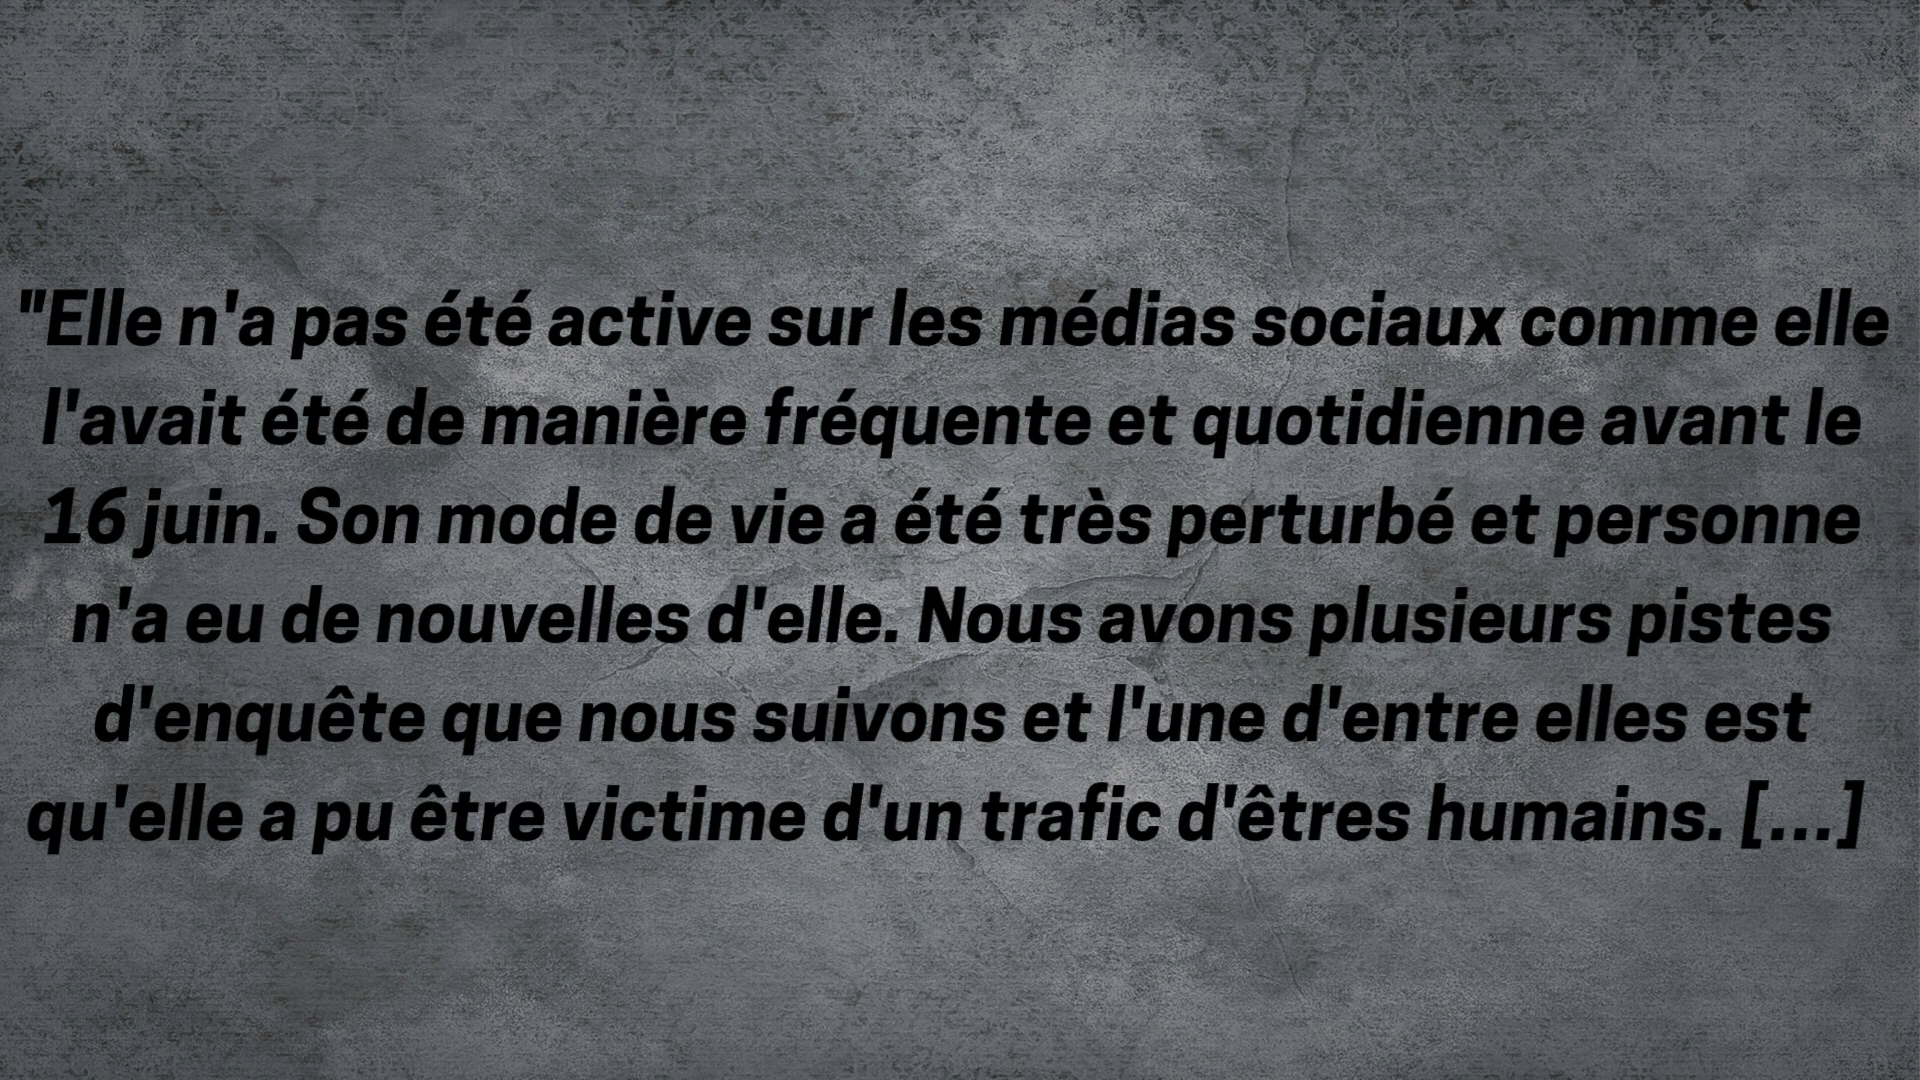 "Elle n'a pas été active sur les médias sociaux comme elle
l'avait été de manière fréquente et quotidienne avant le
16 juin. Son mode de vie a été très perturbé et personne
n'a eu de nouvelles d'elle. Nous avons plusieurs pistes
d'enquête que nous suivons et l'une d'entre elles est
qu'elle a pu être victime d'un trafic d'êtres humains. [...]